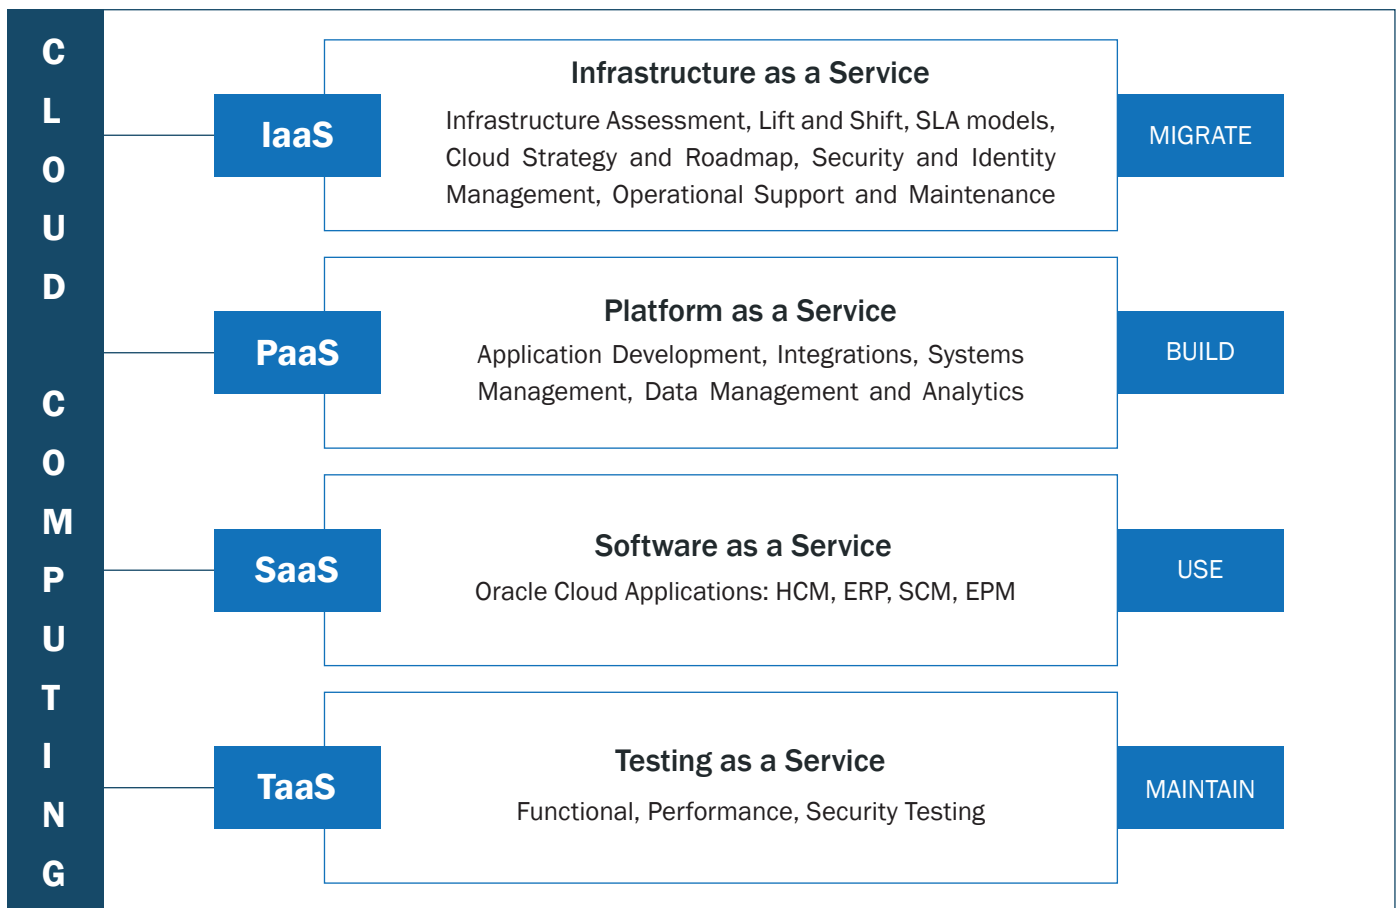 CLOUD COMPUTING
IaaS
Infrastructure as a Service
Infrastructure Assessment, Lift and Shift, SLA models,
Cloud Strategy and Roadmap, Security and Identity
Management, Operational Support and Maintenance
MIGRATE
PaaS
Platform as a Service
Application Development, Integrations, Systems
Management, Data Management and Analytics
BUILD
SaaS
Software as a Service
Oracle Cloud Applications: HCM, ERP, SCM, EPM
USE
TaaS
Testing as a Service
Functional, Performance, Security Testing
MAINTAIN